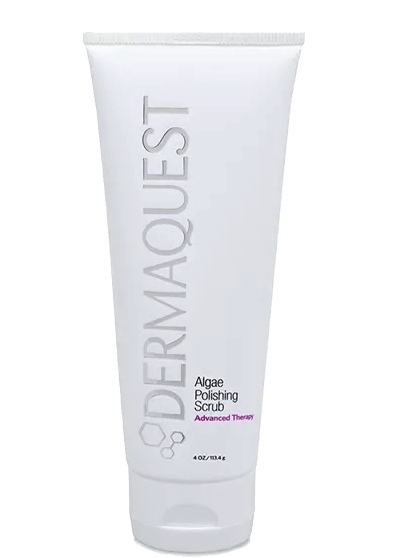 DERMAQUEST
Algae
Polishing
Scrub
Advanced Therapy
4 OZ/113.4 g